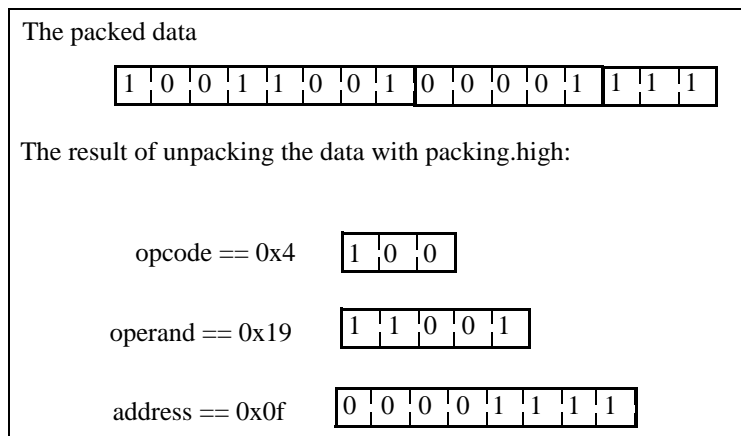 The packed data
1 0 0 1 1 0 0 1 0 0 0 0 1 1 1 1
The result of unpacking the data with packing.high:
opcode == 0x4 1 0 0
operand == 0x19 1 1 0 0 1
address == 0x0f 0 0 0 0 1 1 1 1